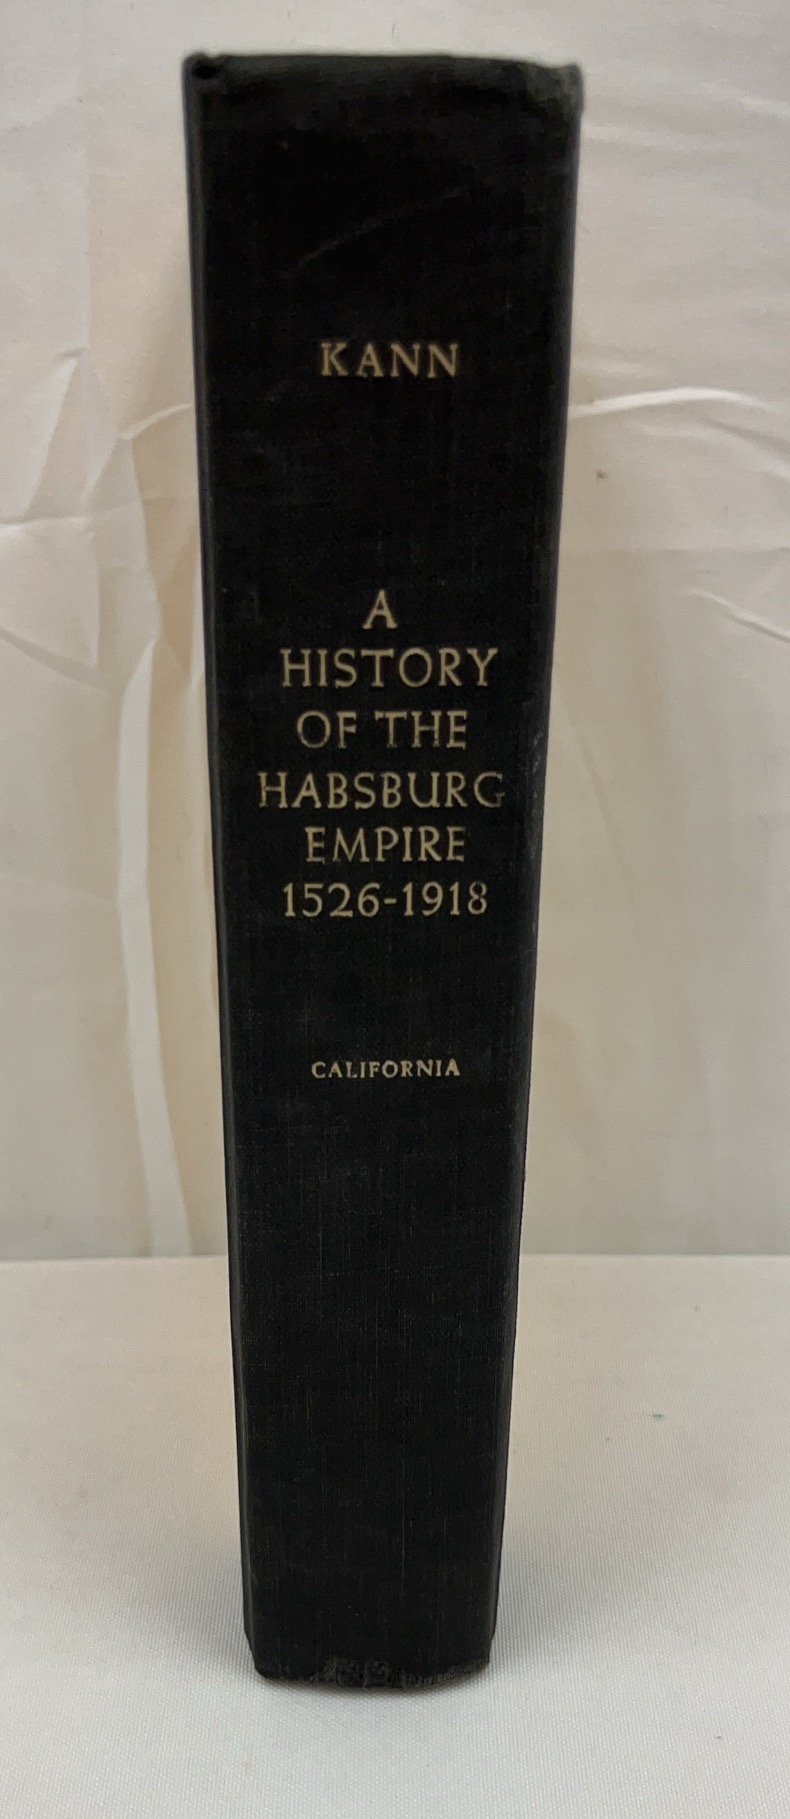 KANN
A
HISTORY
OF THE
HABSBURG
EMPIRE
1526-1918
CALIFORNIA